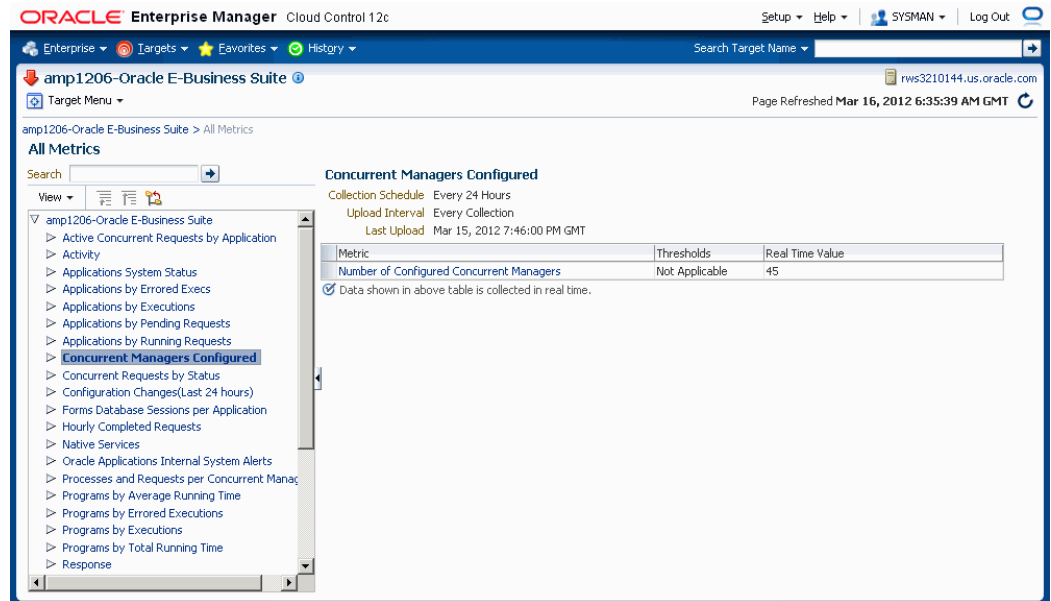 ORACLE Enterprise Manager Cloud Control 12c
Setup Help SYSMAN Log Out
Enterprise Targets Favorites History Search Target Name
amp1206-Oracle E-Business Suite rws3210144.us.oracle.com
Target Menu Page Refreshed Mar 16, 2012 6:35:39 AM GMT
amp1206-Oracle E-Business Suite > All Metrics
All Metrics
Search
View
amp1206-Oracle E-Business Suite
Active Concurrent Requests by Application
Activity
Applications System Status
Applications by Errored Execs
Applications by Executions
Applications by Pending Requests
Applications by Running Requests
Concurrent Managers Configured
Concurrent Requests by Status
Configuration Changes(Last 24 hours)
Forms Database Sessions per Application
Hourly Completed Requests
Native Services
Oracle Applications Internal System Alerts
Processes and Requests per Concurrent Manag
Programs by Average Running Time
Programs by Errored Executions
Programs by Executions
Programs by Total Running Time
Response
Concurrent Managers Configured
Collection Schedule Every 24 Hours
Upload Interval Every Collection
Last Upload Mar 15, 2012 7:46:00 PM GMT
Metric Thresholds Real Time Value
Number of Configured Concurrent Managers Not Applicable 45
Data shown in above table is collected in real time.